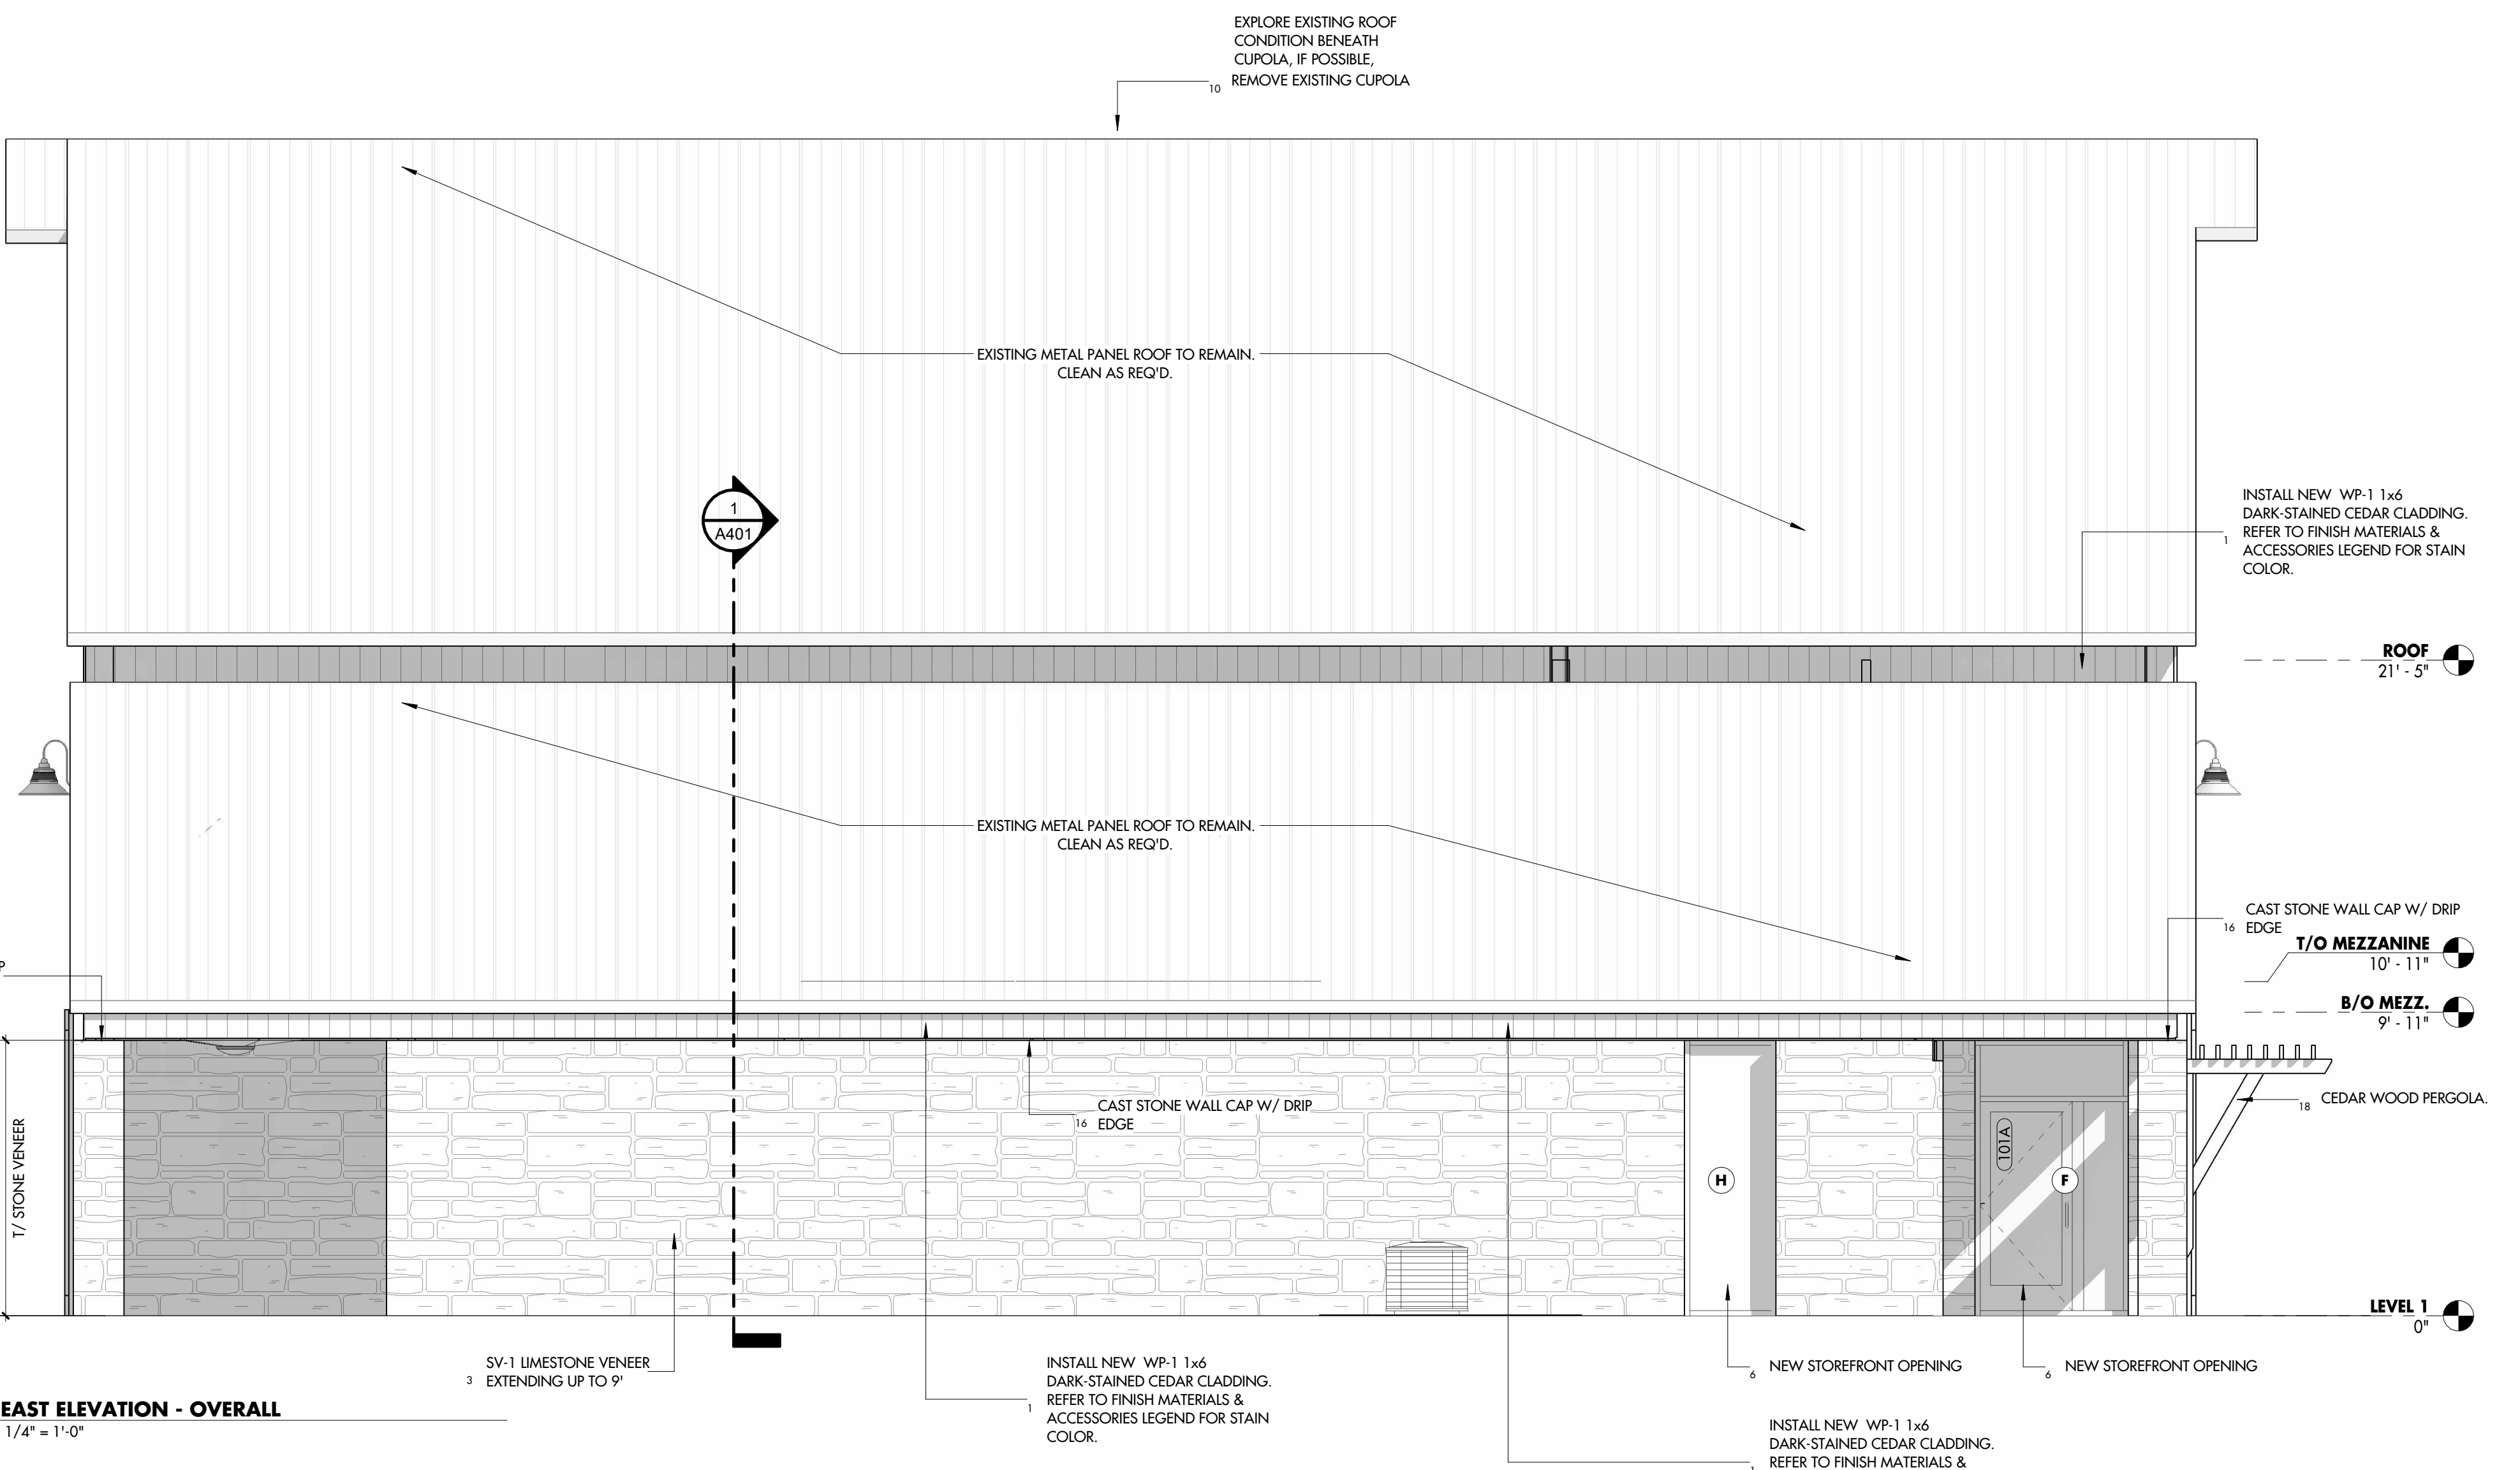 EXPLORE EXISTING ROOF
CONDITION BENEATH
CUPOLA, IF POSSIBLE,
10 REMOVE EXISTING CUPOLA
EXISTING METAL PANEL ROOF TO REMAIN.
CLEAN AS REQ'D.
1
A401
INSTALL NEW WP-1 1x6
DARK-STAINED CEDAR CLADDING.
1 REFER TO FINISH MATERIALS &
ACCESSORIES LEGEND FOR STAIN
COLOR.
ROOF
21' - 5"
EXISTING METAL PANEL ROOF TO REMAIN.
CLEAN AS REQ'D.
CAST STONE WALL CAP W/ DRIP
16 EDGE
T/O MEZZANINE
10' - 11"
P
B/O MEZZ.
9' - 11"
CAST STONE WALL CAP W/ DRIP
16 EDGE
18 CEDAR WOOD PERGOLA.
T/ STONE VENEER
101A
H
F
LEVEL 1
0"
SV-1 LIMESTONE VENEER
3 EXTENDING UP TO 9'
INSTALL NEW WP-1 1x6
DARK-STAINED CEDAR CLADDING.
1 REFER TO FINISH MATERIALS &
ACCESSORIES LEGEND FOR STAIN
COLOR.
6 NEW STOREFRONT OPENING
6 NEW STOREFRONT OPENING
EAST ELEVATION - OVERALL
1/4" = 1'-0"
INSTALL NEW WP-1 1x6
DARK-STAINED CEDAR CLADDING.
1 REFER TO FINISH MATERIALS &